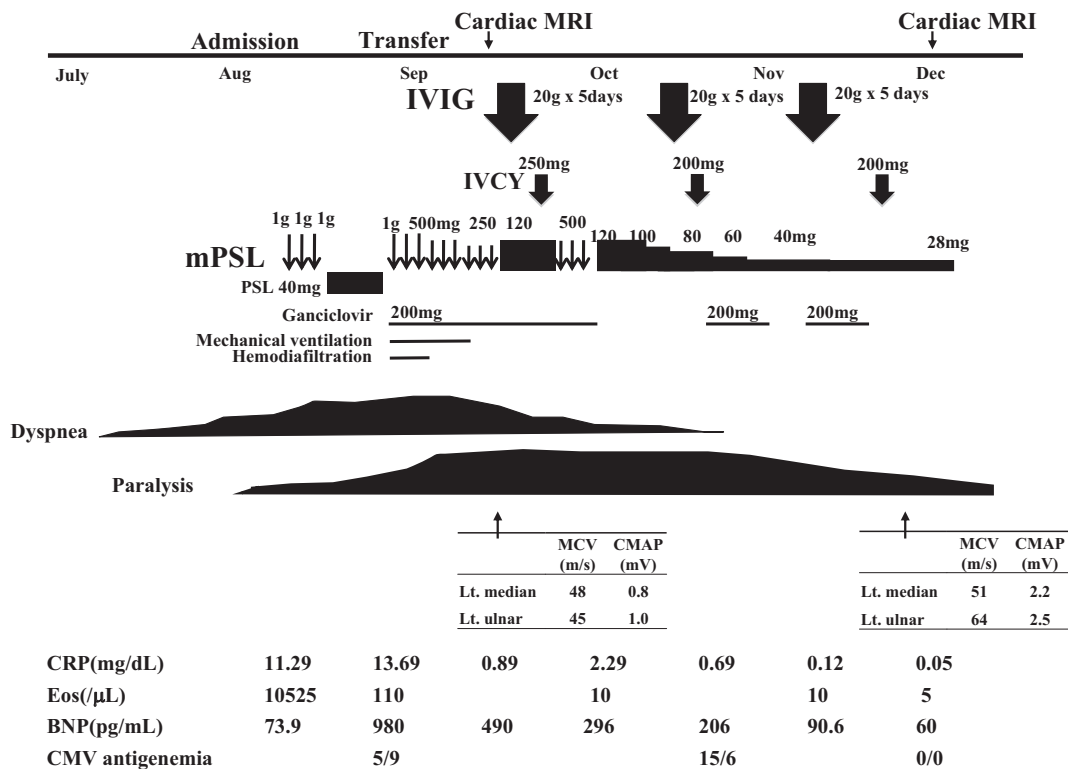 Cardiac MRI Cardiac MRI
Admission Transfer
July Aug Sep Oct Nov Dec
IVIG 20g x 5days 20g x 5 days 20g x 5 days
250mg 200mg 200mg
IVCY
1g 1g 1g 1g 500mg 250 120 500 120 100 80 60 40mg 28mg
mPSL
PSL 40mg
Ganciclovir 200mg 200mg 200mg
Mechanical ventilation
Hemodiafiltration
Dyspnea
Paralysis
MCV CMAP MCV CMAP
(m/s) (mV) (m/s) (mV)
Lt. median 48 0.8 Lt. median 51 2.2
Lt. ulnar 45 1.0 Lt. ulnar 64 2.5
CRP(mg/dL) 11.29 13.69 0.89 2.29 0.69 0.12 0.05
Eos(/μL) 10525 110 10 10 5
BNP(pg/mL) 73.9 980 490 296 206 90.6 60
CMV antigenemia 5/9 15/6 0/0